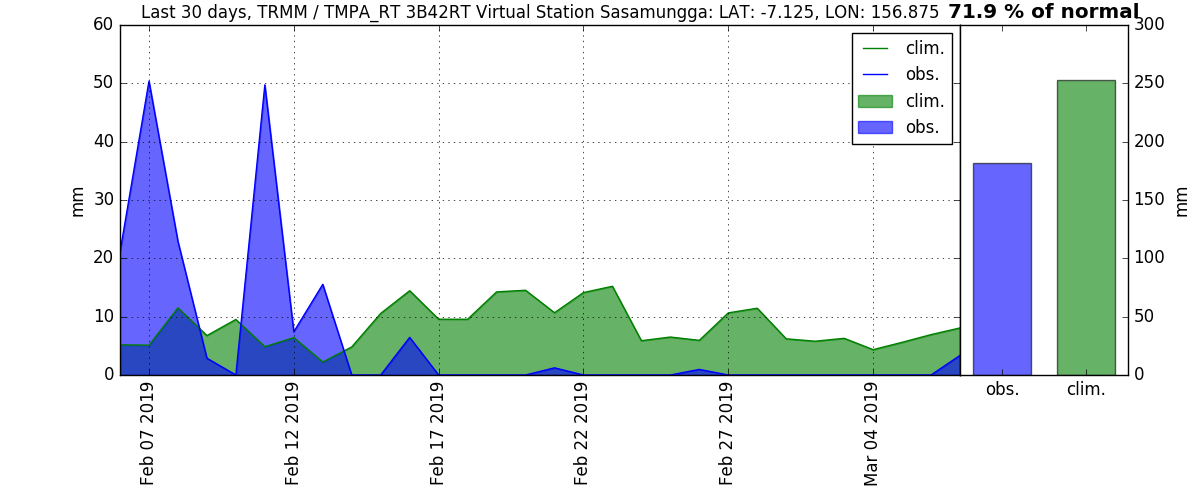 Last 30 days, TRMM / TMPA_RT 3B42RT Virtual Station Sasamungga: LAT: -7.125, LON: 156.875
71.9 % of normal
60
50
40
30
20
10
0
mm
clim.
obs.
clim.
obs.
Feb 07 2019
Feb 12 2019
Feb 17 2019
Feb 22 2019
Feb 27 2019
Mar 04 2019
300
250
200
150
100
50
0
mm
obs.
clim.